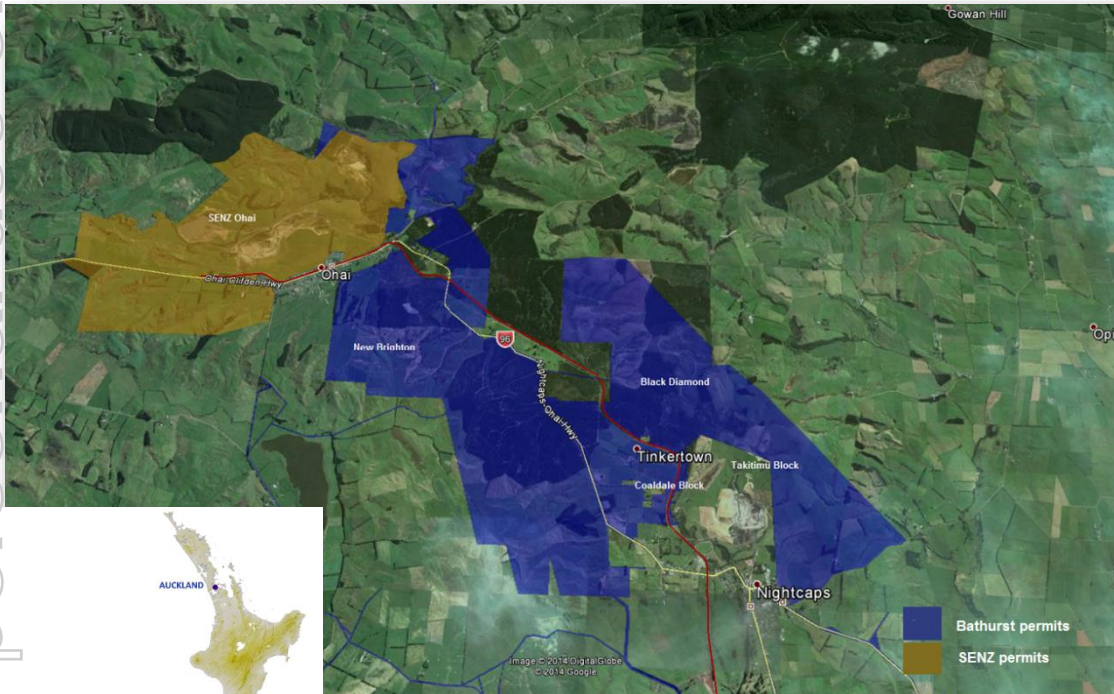 Gowan Hill
SENZ Ohai
Ohai
Ohai Clifden Hwy
New Brighton
96
Nightcaps-Ohai-Hwy
Black Diamond
Op
Tinkertown
Takitimu Block
Coaldale Block
Nightcaps
AUCKLAND
Bathurst permits
SENZ permits
Image © 2014 DigitalGlobe
© 2014 Google